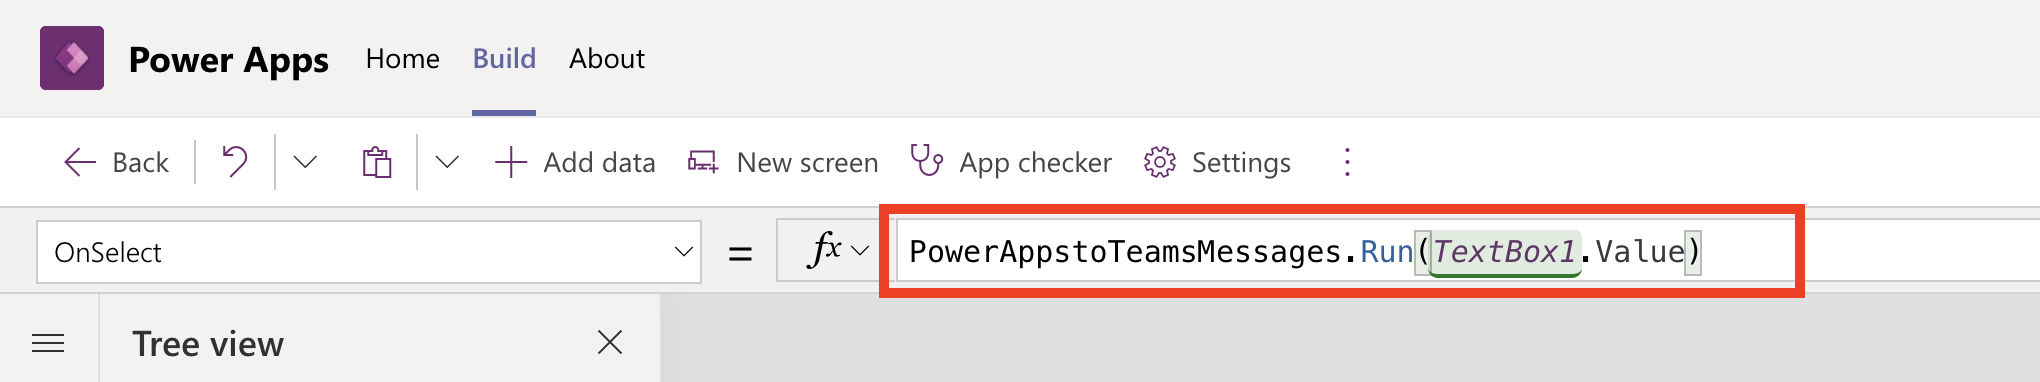 Power Apps Home Build About
Back Add data New screen App checker Settings
OnSelect = fx PowerAppstoTeamsMessages.Run(TextBox1.Value)
Tree view